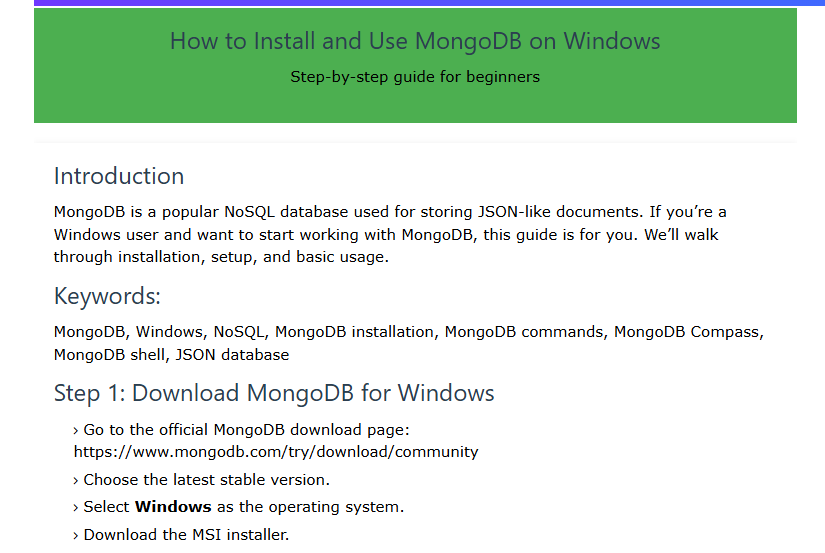 How to Install and Use MongoDB on Windows
Step-by-step guide for beginners
Introduction
MongoDB is a popular NoSQL database used for storing JSON-like documents. If you’re a
Windows user and want to start working with MongoDB, this guide is for you. We’ll walk
through installation, setup, and basic usage.
Keywords:
MongoDB, Windows, NoSQL, MongoDB installation, MongoDB commands, MongoDB Compass,
MongoDB shell, JSON database
Step 1: Download MongoDB for Windows
› Go to the official MongoDB download page:
https://www.mongodb.com/try/download/community
› Choose the latest stable version.
› Select Windows as the operating system.
› Download the MSI installer.